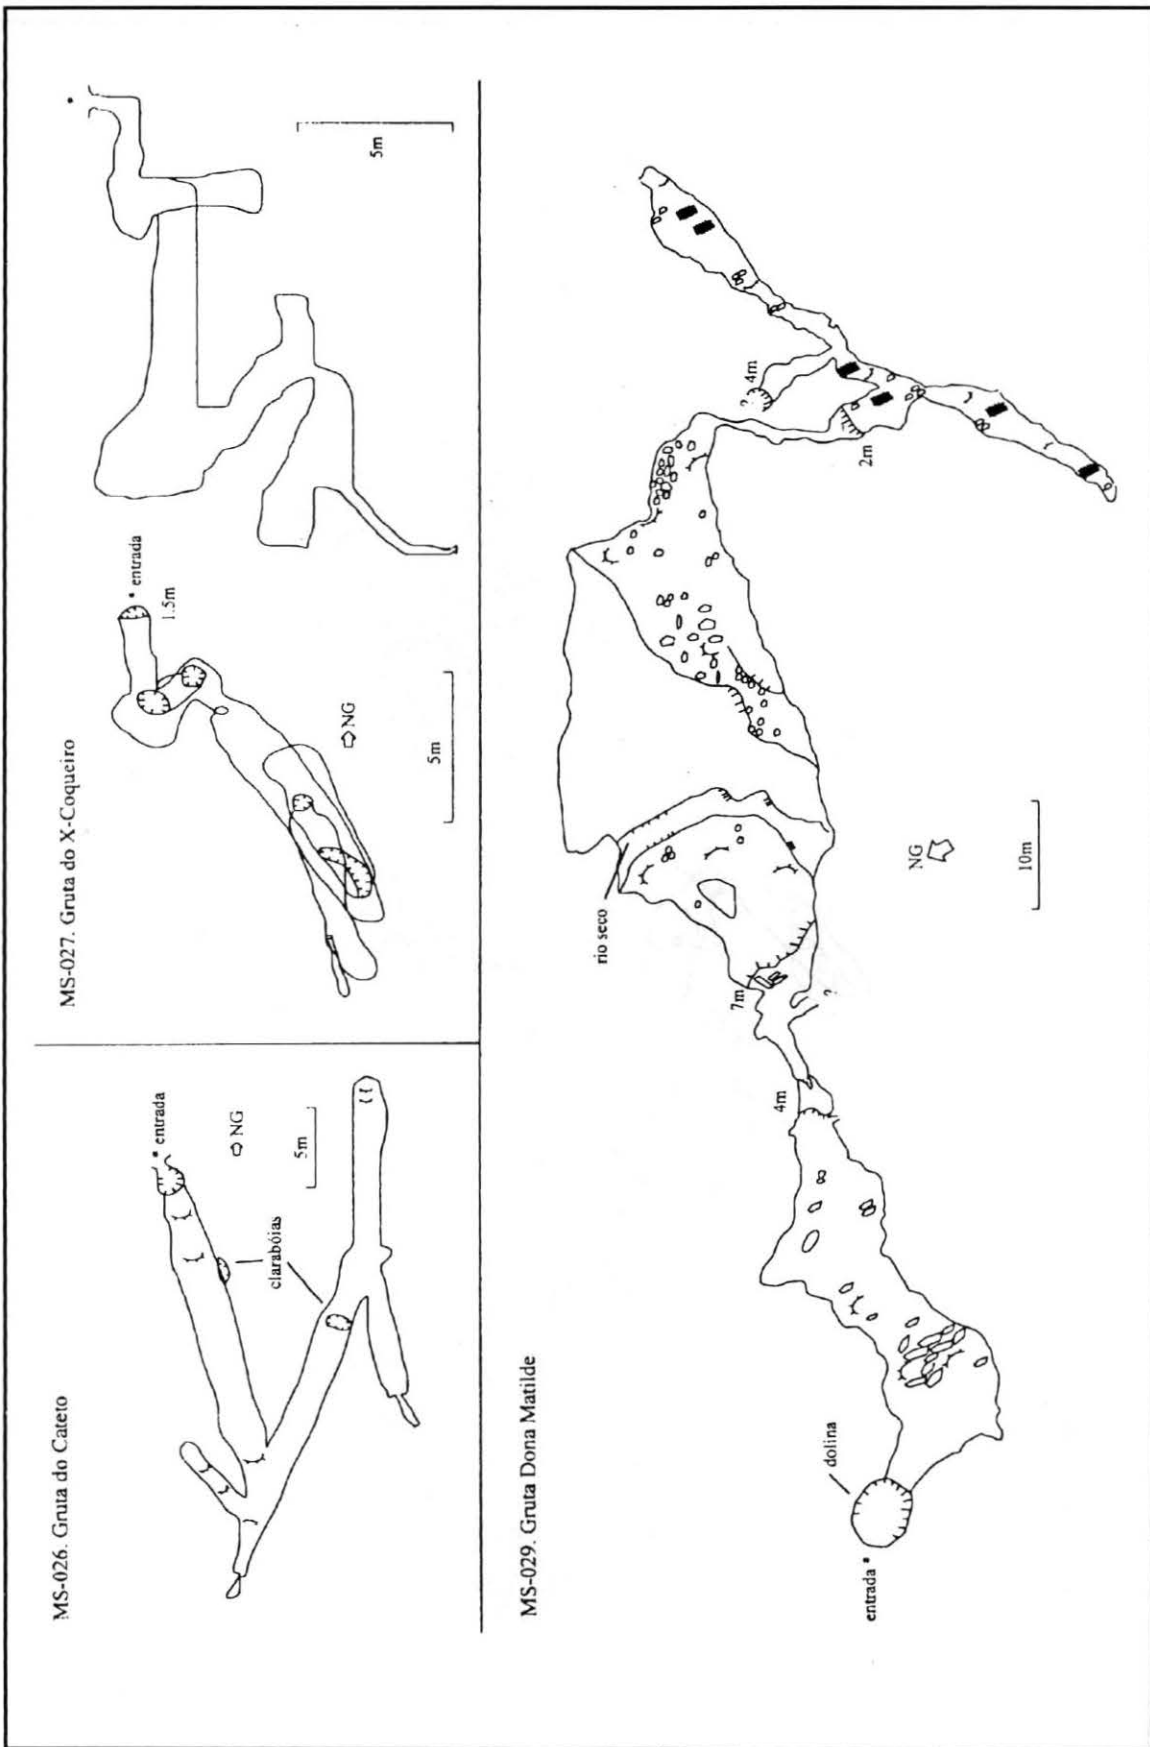 MS-026. Gruta do Cateto
* entrada
NG
5m
clarabóias
MS-027. Gruta do X-Coqueiro
* entrada
1.5m
NG
5m
*
5m
MS-029. Gruta Dona Matilde
entrada *
dolina
4m
7m
?
rio seco
NG
10m
2m
?
4m